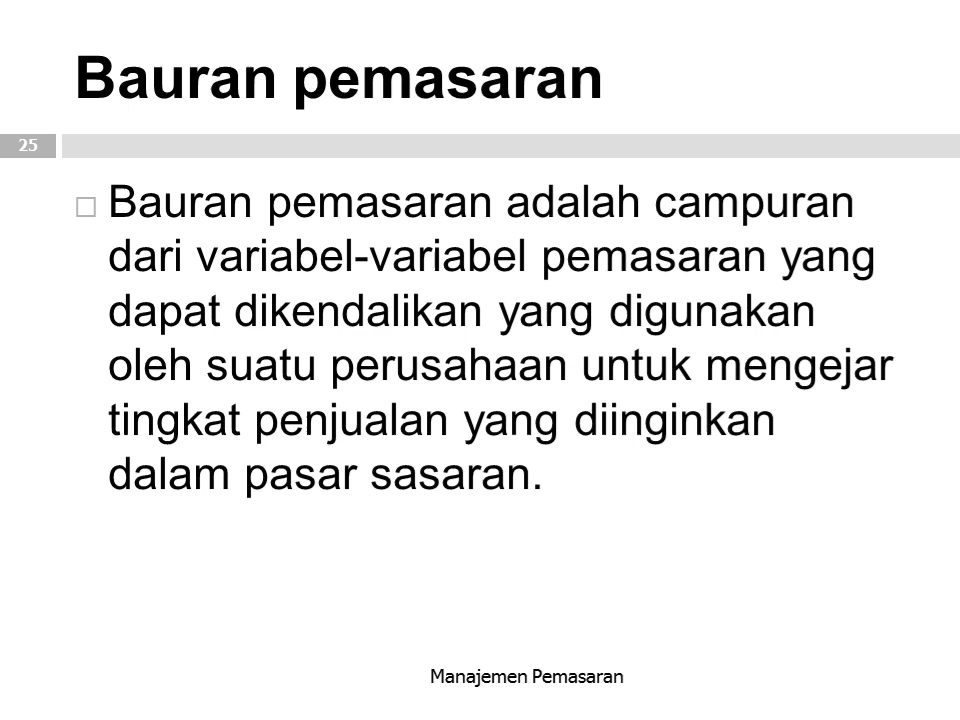 Bauran pemasaran
25
Bauran pemasaran adalah campuran
dari variabel-variabel pemasaran yang
dapat dikendalikan yang digunakan
oleh suatu perusahaan untuk mengejar
tingkat penjualan yang diinginkan
dalam pasar sasaran.
Manajemen Pemasaran